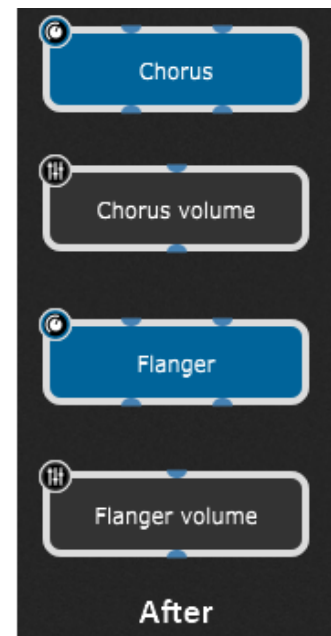 Chorus
Chorus volume
Flanger
Flanger volume
After